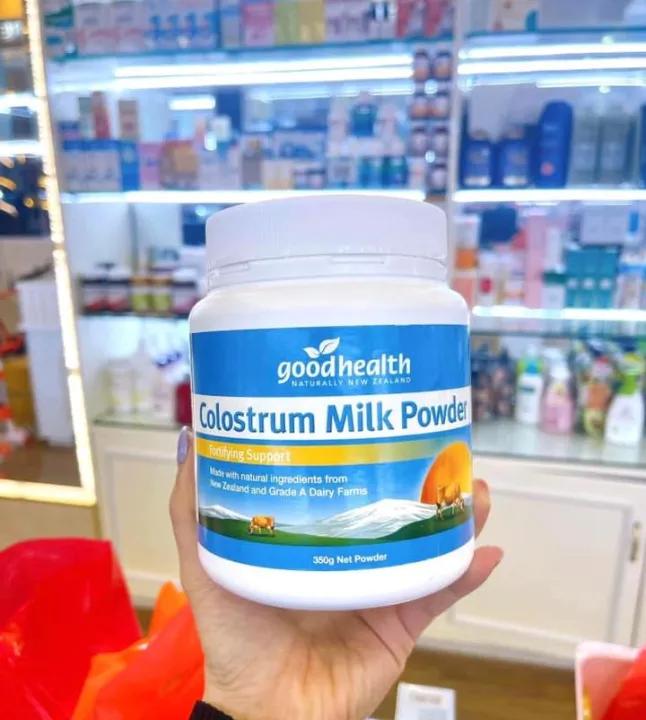 goodhealth
NATURALLY NEW ZEALAND
Colostrum Milk Powder
Fortifying Support
Made with natural ingredients from
New Zealand and Grade A Dairy Farms
350g Net Powder